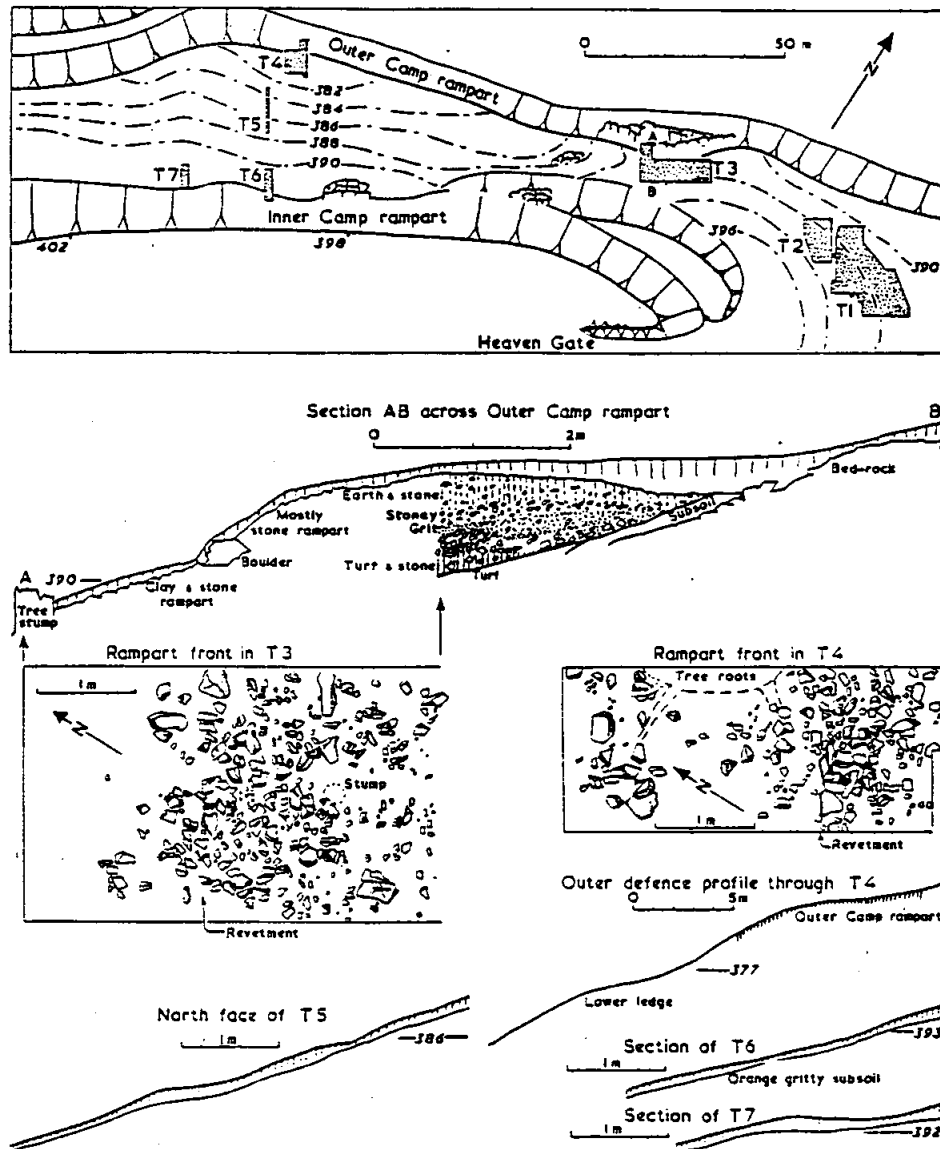 0 50 m
Outer Camp rampart
N
T4
382
384
386
388
390
T5
T7
T6
A
B
T3
Inner Camp rampart
402
398
396
T2
390
T1
Heaven Gate
Section AB across Outer Camp rampart
B
0 2m
Bed-rock
Earth & stone
Mostly
stone rampart
Stoney
Grit
Subsoil
Boulder
Turf & stone
Turf
A 390
Clay & stone
rampart
Tree
stump
Rampart front in T3
1m
N
Stump
Revetment
Rampart front in T4
Tree roots
N
1m
Revetment
Outer defence profile through T4
0 5m
Outer Camp rampart
377
Lower ledge
North face of T5
1m
386
Section of T6
393
1m
Orange gritty subsoil
Section of T7
1m
392